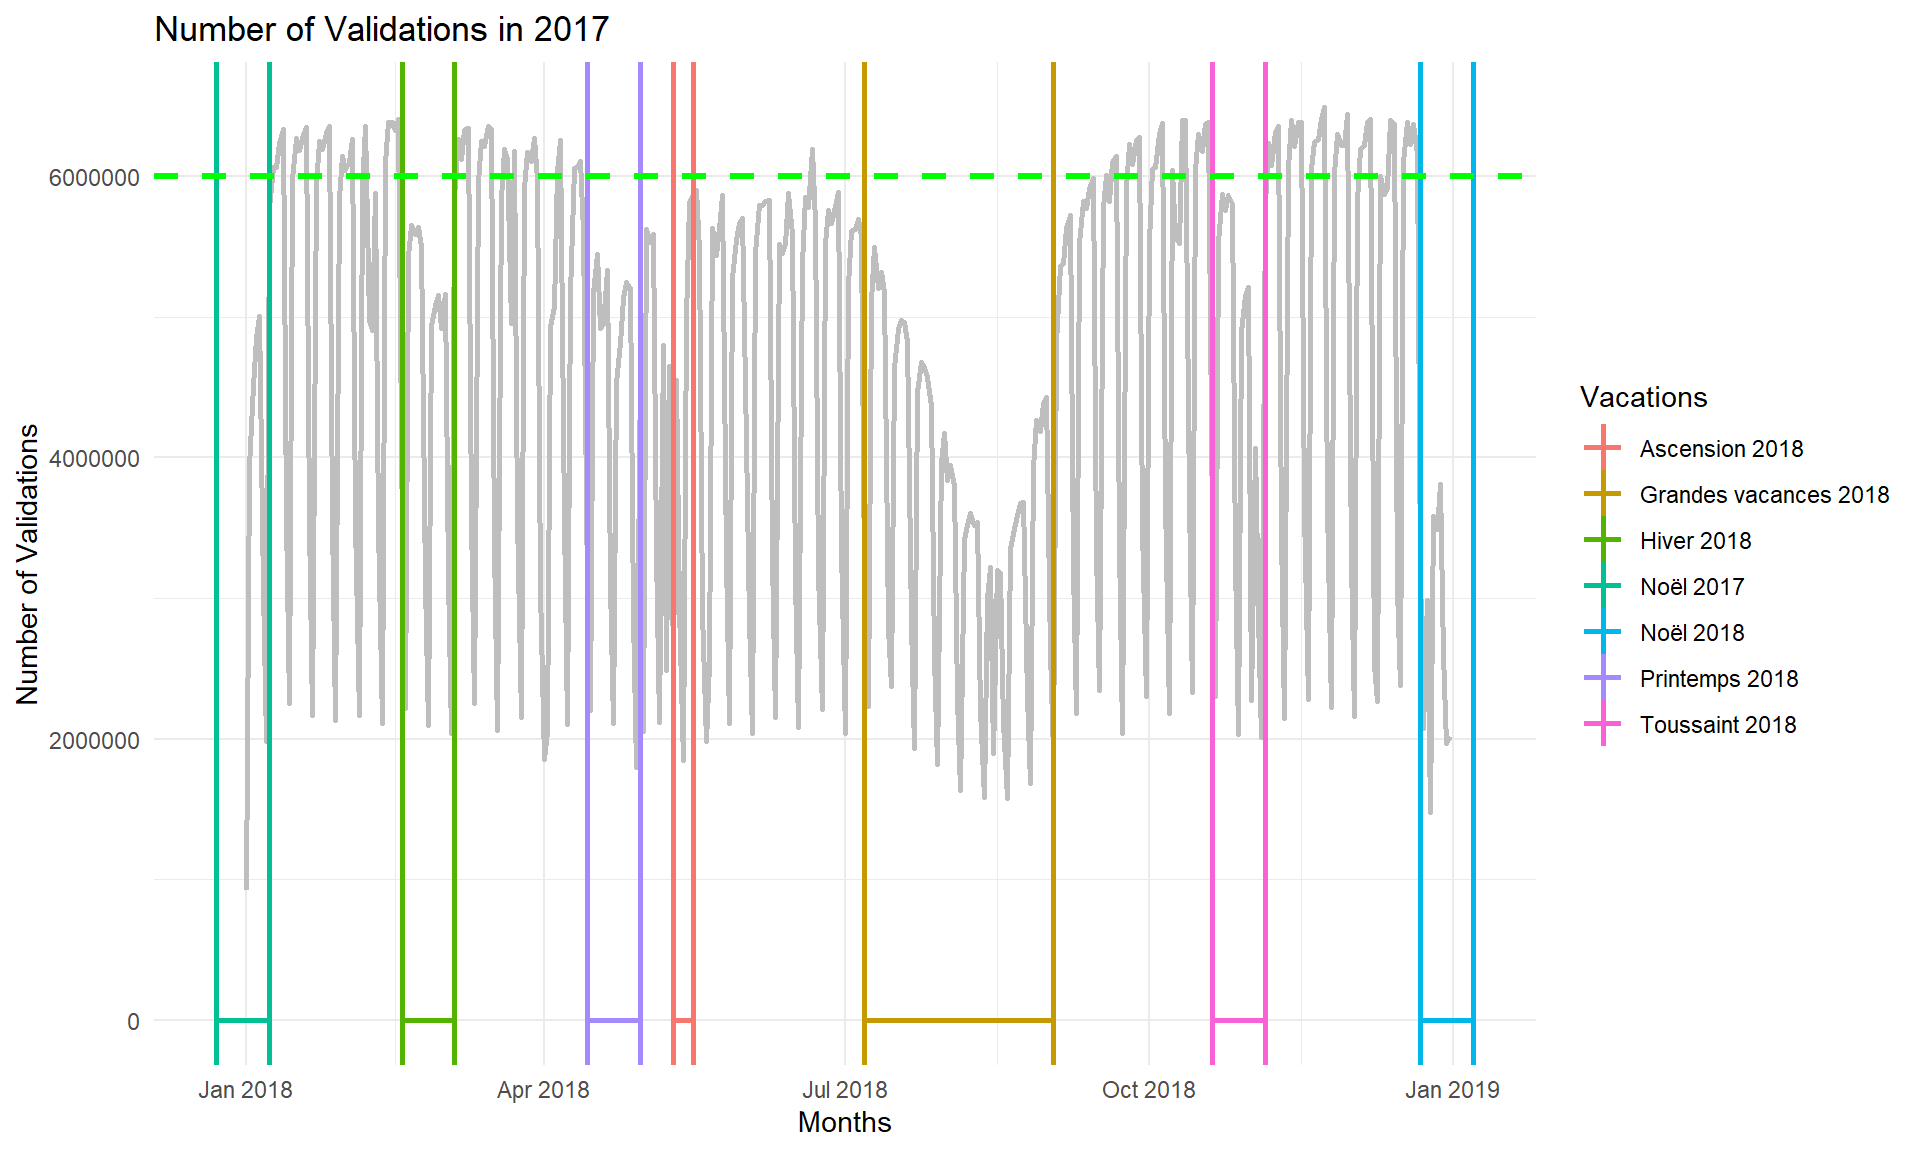 Number of Validations in 2017
Number of Validations
6000000
4000000
2000000
0
Jan 2018
Apr 2018
Jul 2018
Oct 2018
Jan 2019
Months
Vacations
Ascension 2018
Grandes vacances 2018
Hiver 2018
Noël 2017
Noël 2018
Printemps 2018
Toussaint 2018